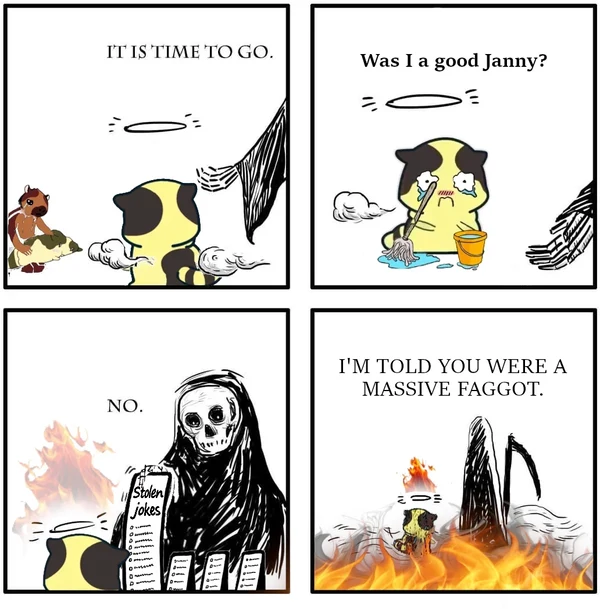 IT IS TIME TO GO.
Was I a good Janny?
NO.
Stolen
jokes
I'M TOLD YOU WERE A
MASSIVE FAGGOT.